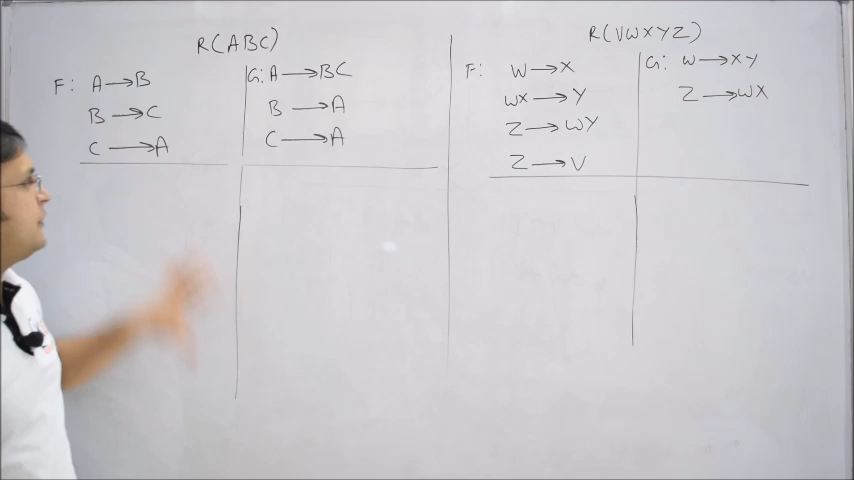 R(ABC)
F: A→B
B→C
C→A
G: A→BC
B→A
C→A
R(VWXYZ)
F: W→X
WX→Y
Z→WY
Z→V
G: W→XY
Z→WX